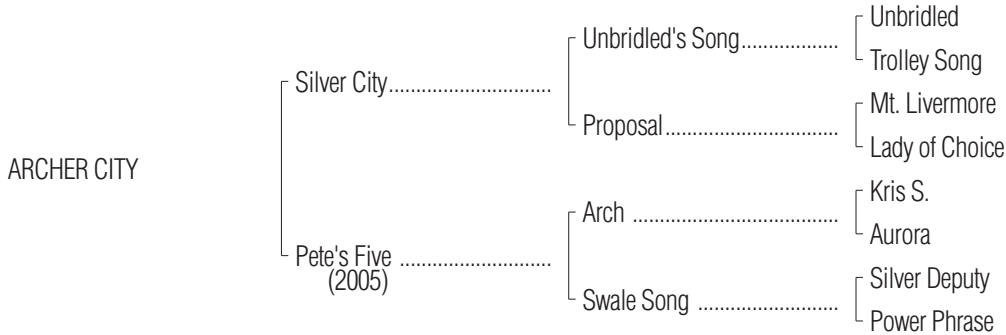 Unbridled
Unbridled's Song..................
Trolley Song
Silver City..............................
Mt. Livermore
Proposal................................
Lady of Choice
ARCHER CITY
Kris S.
Arch ......................................
Aurora
Pete's Five ............................
(2005)
Silver Deputy
Swale Song ..........................
Power Phrase